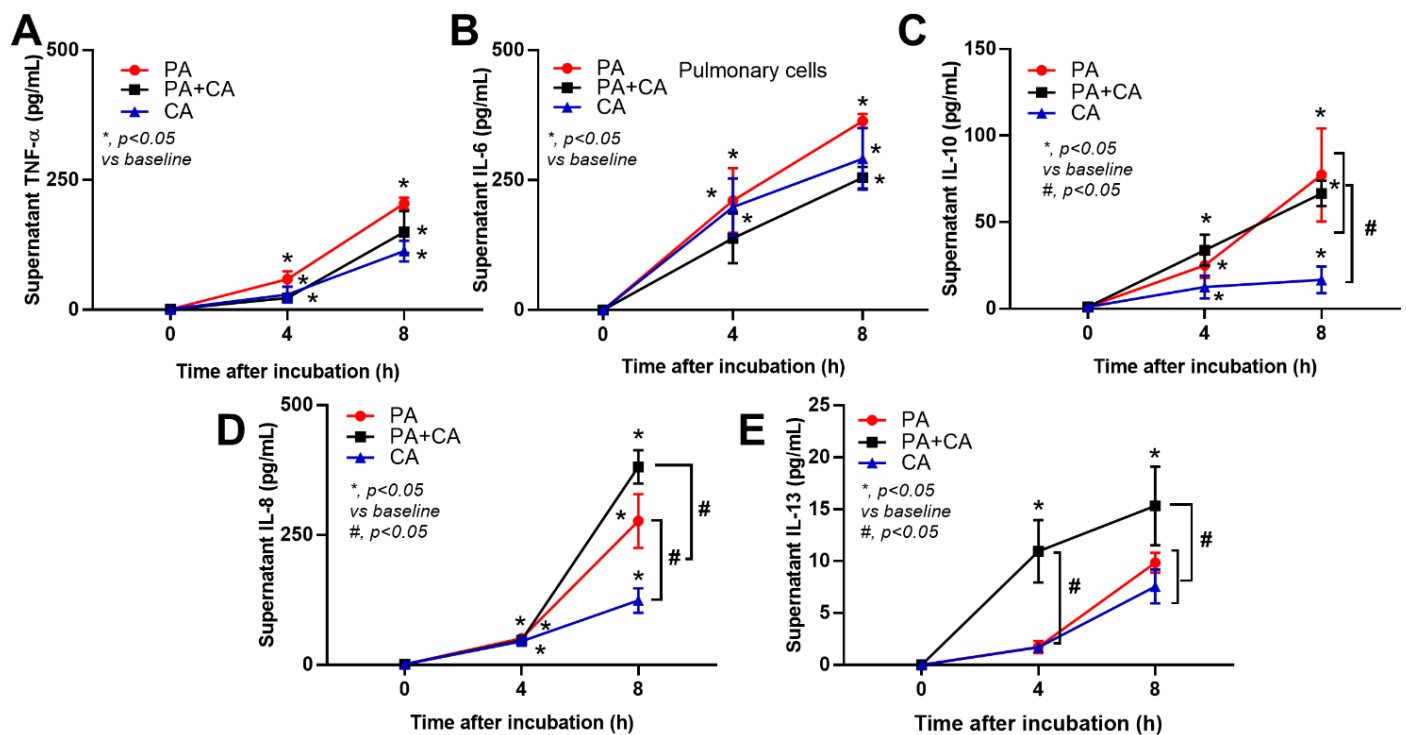 A
Supernatant TNF-α (pg/mL)
500
250
0
PA
PA+CA
CA
*, p<0.05
vs baseline
*
*
*
*
*
*
0
4
8
Time after incubation (h)
B
Supernatant IL-6 (pg/mL)
500
250
0
PA
PA+CA
CA
Pulmonary cells
*, p<0.05
vs baseline
*
*
*
*
*
*
0
4
8
Time after incubation (h)
C
Supernatant IL-10 (pg/mL)
150
100
50
0
PA
PA+CA
CA
*, p<0.05
vs baseline
#, p<0.05
*
*
*
*
*
*
#
0
4
8
Time after incubation (h)
D
Supernatant IL-8 (pg/mL)
500
250
0
PA
PA+CA
CA
*, p<0.05
vs baseline
#, p<0.05
*
*
*
*
*
*
#
#
0
4
8
Time after incubation (h)
E
Supernatant IL-13 (pg/mL)
25
20
15
10
5
0
PA
PA+CA
CA
*, p<0.05
vs baseline
#, p<0.05
*
*
#
#
0
4
8
Time after incubation (h)